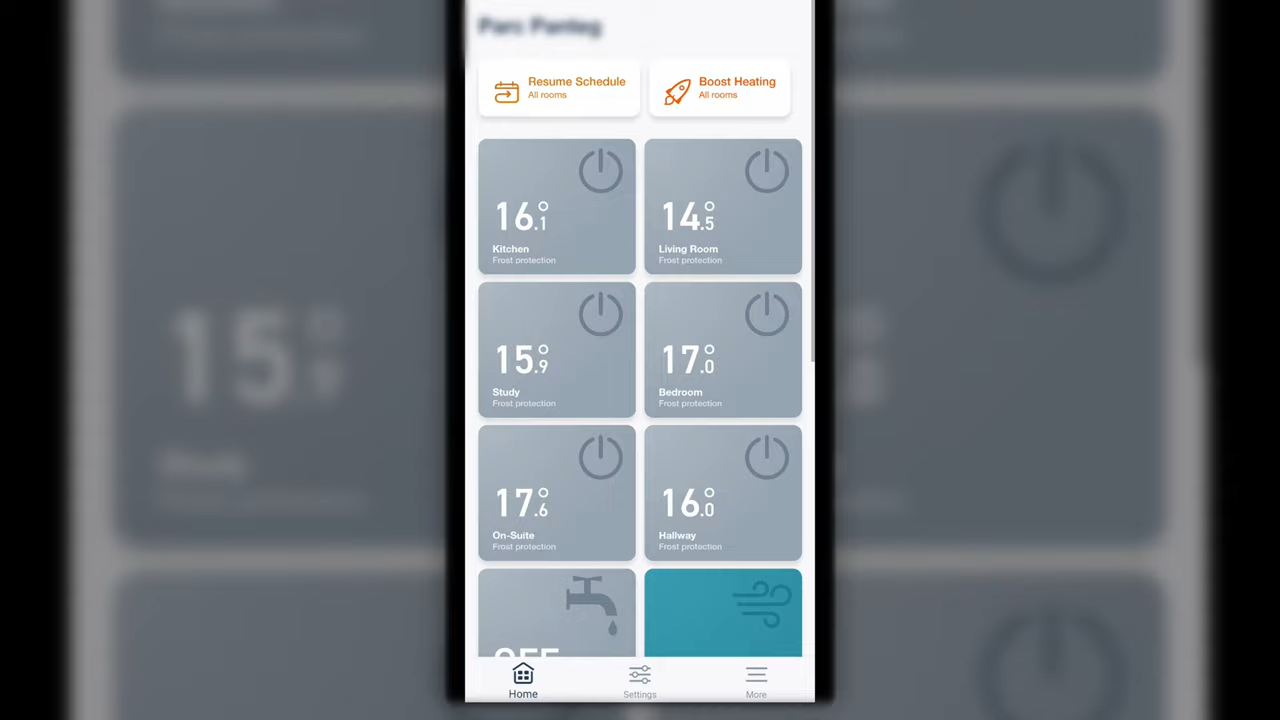 Resume Schedule
All rooms
Boost Heating
All rooms
16.1°
Kitchen
Frost protection
14.5°
Living Room
Frost protection
15.9°
Study
Frost protection
17.0°
Bedroom
Frost protection
17.6°
On-Suite
Frost protection
16.0°
Hallway
Frost protection
OFF
Home
Settings
More